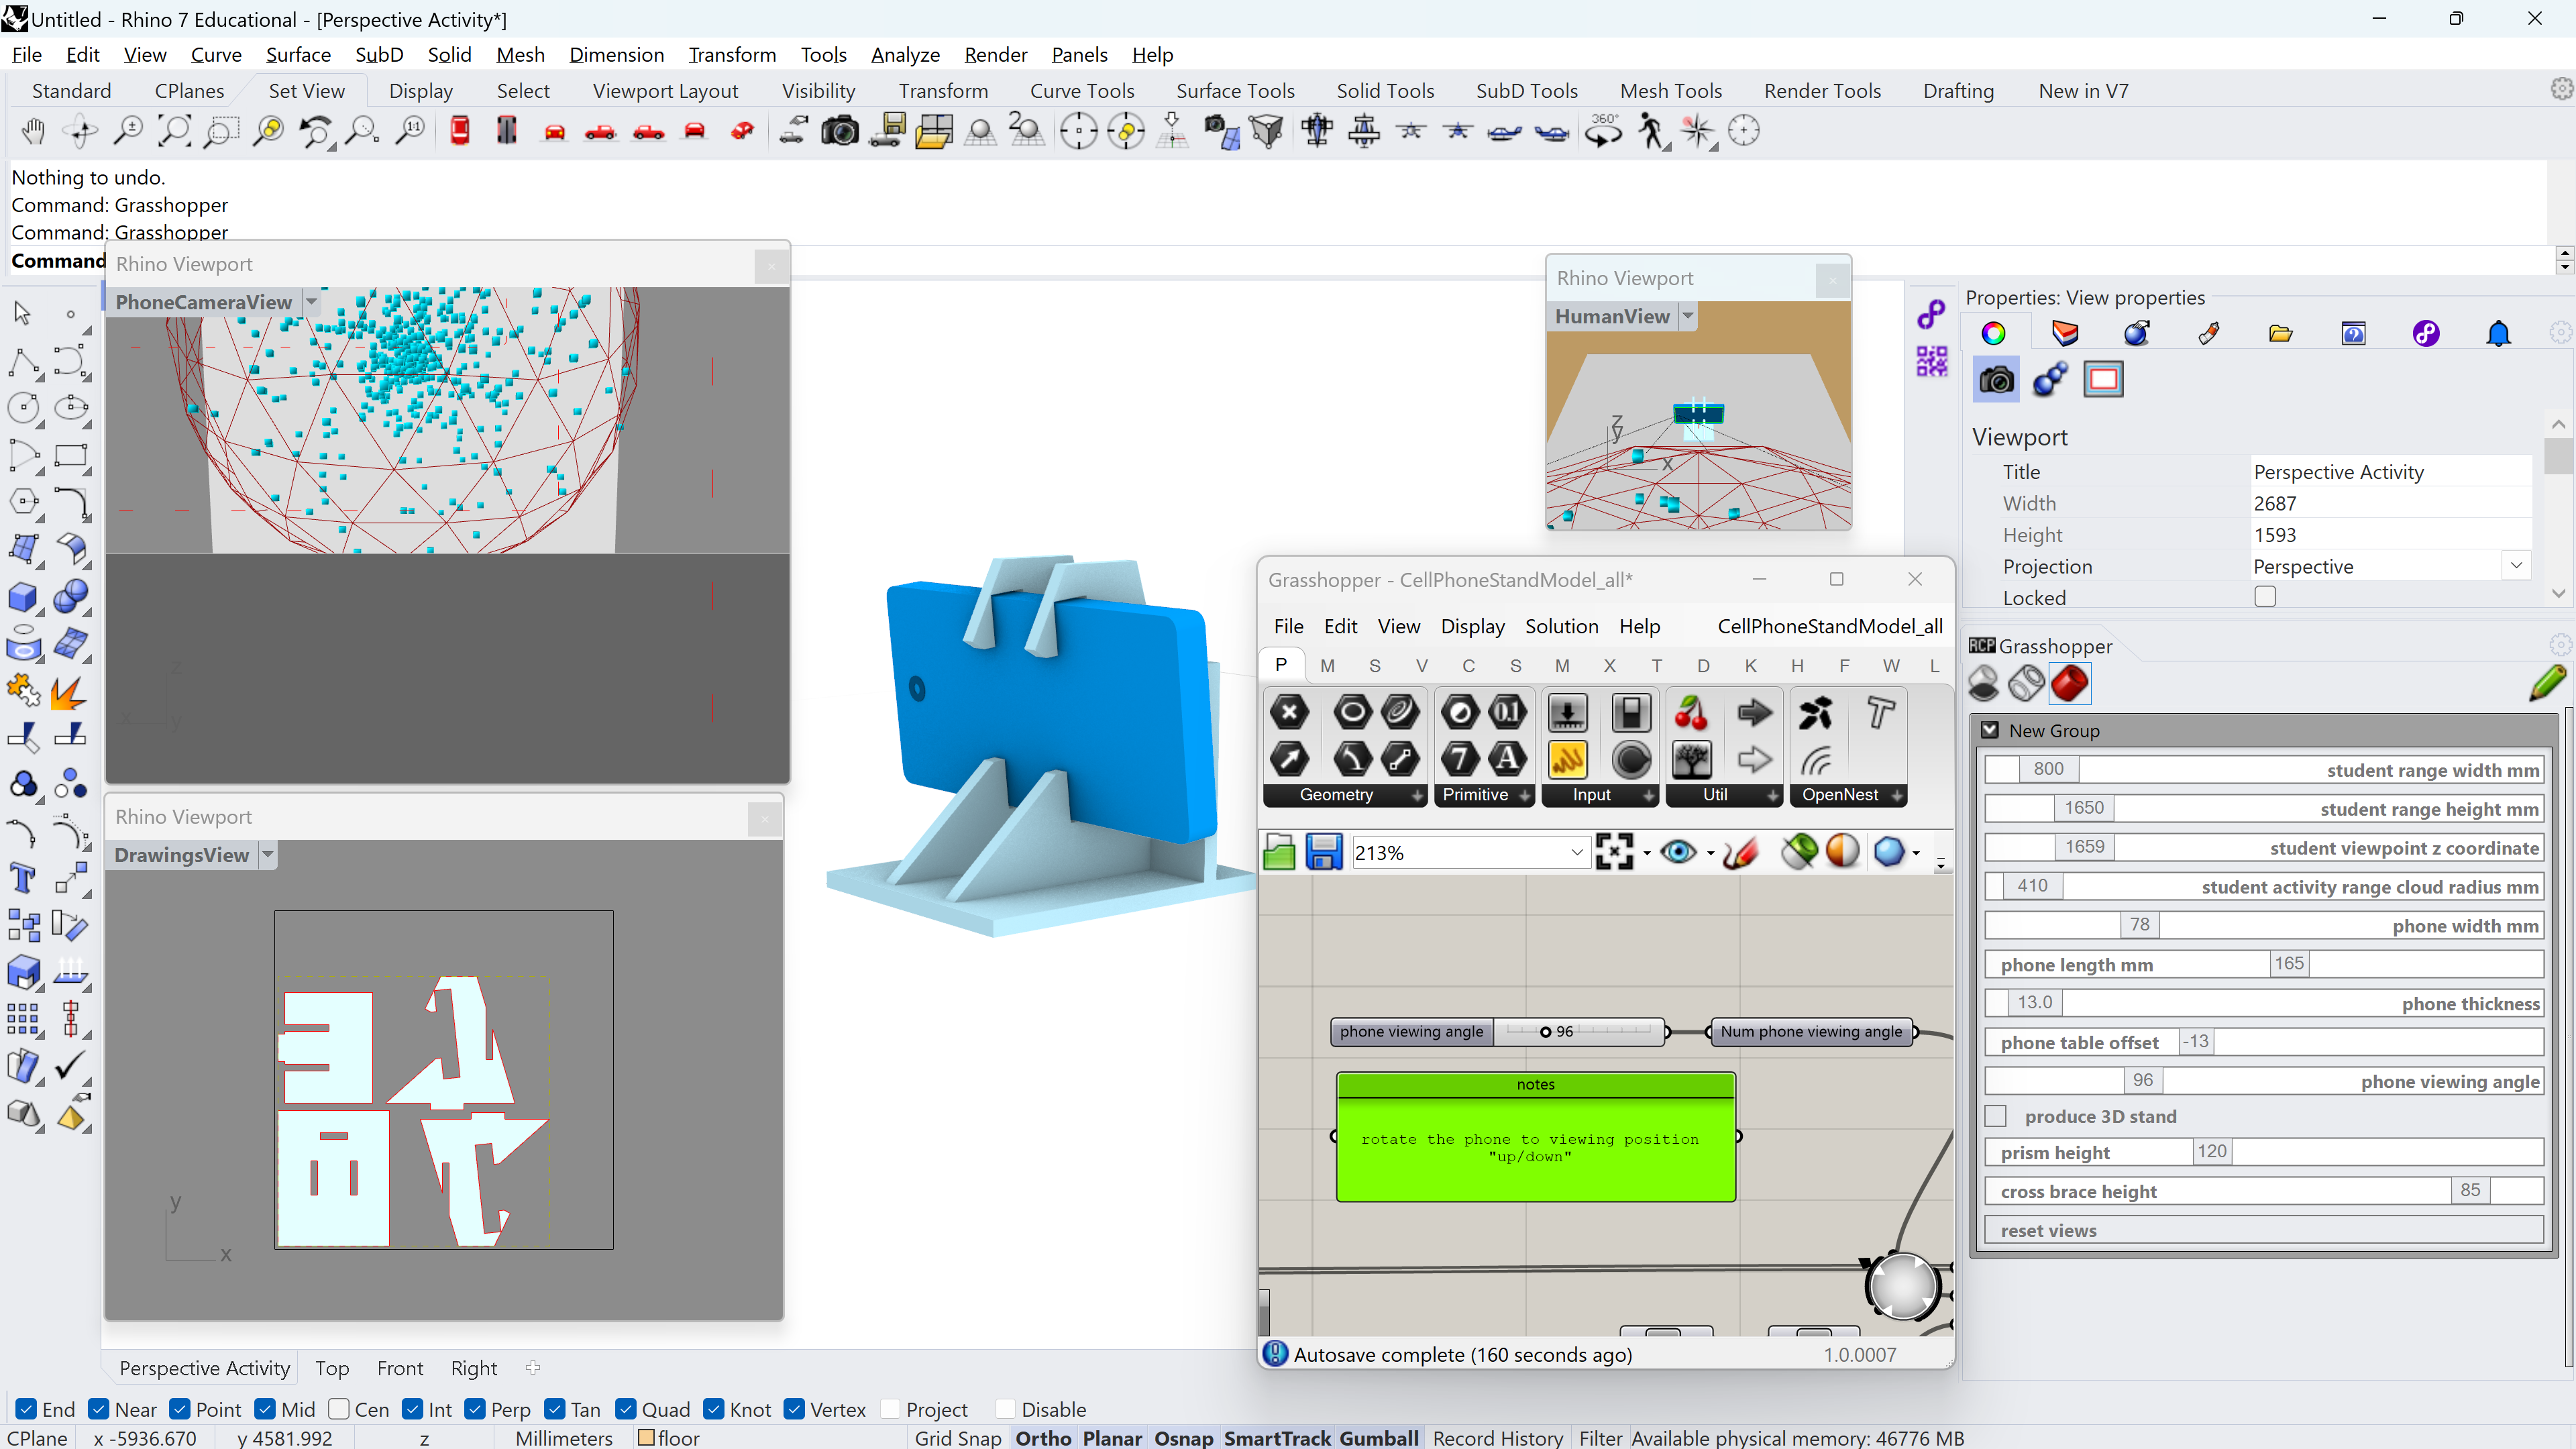 Untitled - Rhino 7 Educational - [Perspective Activity*]
File Edit View Curve Surface SubD Solid Mesh Dimension Transform Tools Analyze Render Panels Help
Standard CPlanes Set View Display Select Viewport Layout Visibility Transform Curve Tools Surface Tools Solid Tools SubD Tools Mesh Tools Render Tools Drafting New in V7
Nothing to undo.
Command: Grasshopper
Command: Grasshopper
Command
Rhino Viewport
PhoneCameraView
z
x
y
Rhino Viewport
DrawingsView
y
x
Rhino Viewport
HumanView
Z
y
x
Grasshopper - CellPhoneStandModel_all*
File Edit View Display Solution Help CellPhoneStandModel_all
P M S V C S M X T D K H F W L
Geometry Primitive Input Util OpenNest
213%
phone viewing angle 96 Num phone viewing angle
notes
rotate the phone to viewing position
"up/down"
Autosave complete (160 seconds ago) 1.0.0007
Properties: View properties
Viewport
Title Perspective Activity
Width 2687
Height 1593
Projection Perspective
Locked
RCP Grasshopper
New Group
800 student range width mm
1650 student range height mm
1659 student viewpoint z coordinate
410 student activity range cloud radius mm
78 phone width mm
phone length mm 165
13.0 phone thickness
phone table offset -13
96 phone viewing angle
produce 3D stand
prism height 120
cross brace height 85
reset views
Perspective Activity Top Front Right
End Near Point Mid Cen Int Perp Tan Quad Knot Vertex Project Disable
CPlane x -5936.670 y 4581.992 z Millimeters floor Grid Snap Ortho Planar Osnap SmartTrack Gumball Record History Filter Available physical memory: 46776 MB